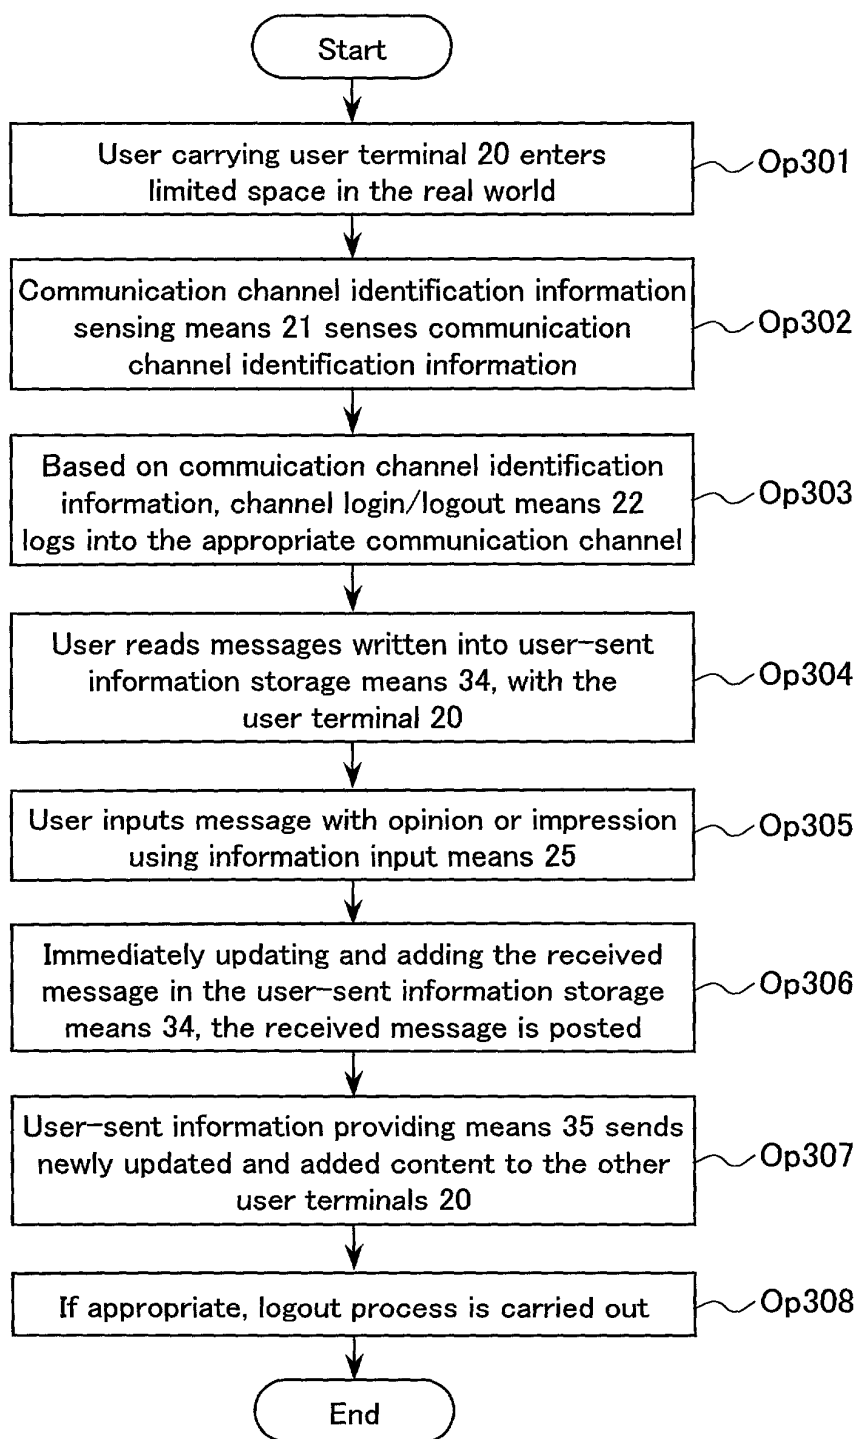 Start
User carrying user terminal 20 enters
limited space in the real world
Op301
Communication channel identification information
sensing means 21 senses communication
channel identification information
Op302
Based on commuication channel identification
information, channel login/logout means 22
logs into the appropriate communication channel
Op303
User reads messages written into user-sent
information storage means 34, with the
user terminal 20
Op304
User inputs message with opinion or impression
using information input means 25
Op305
Immediately updating and adding the received
message in the user-sent information storage
means 34, the received message is posted
Op306
User-sent information providing means 35 sends
newly updated and added content to the other
user terminals 20
Op307
If appropriate, logout process is carried out
Op308
End